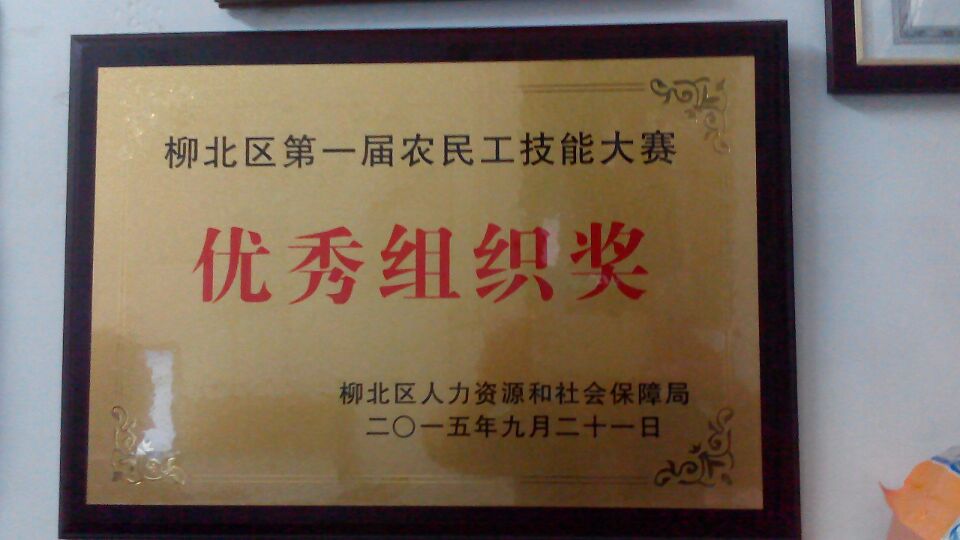 柳北区第一届农民工技能大赛
优秀组织奖
柳北区人力资源和社会保障局
二〇一五年九月二十一日